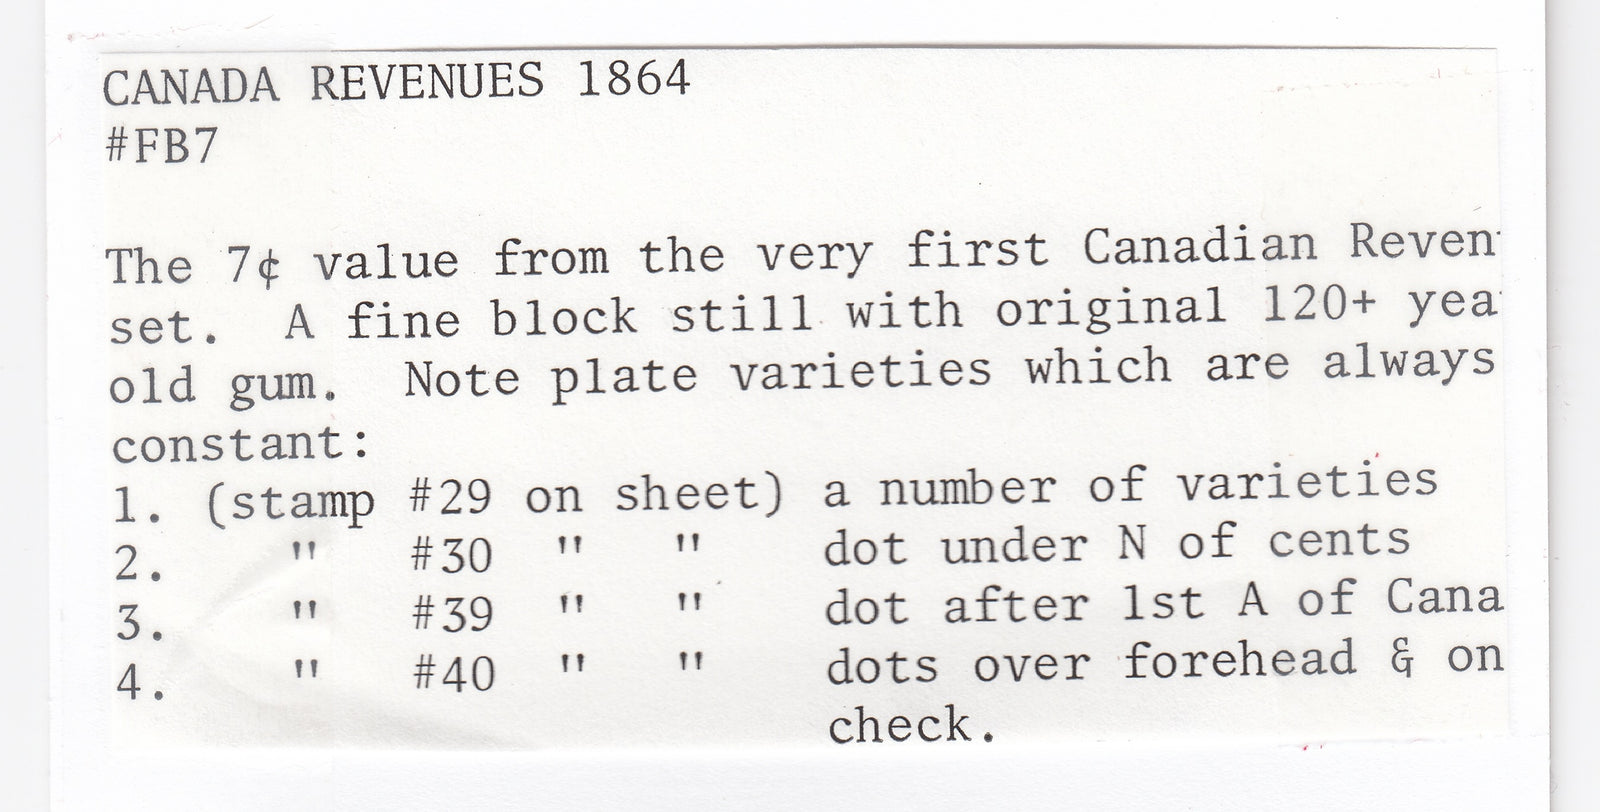 CANADA REVENUES 1864
#FB7
The 7¢ value from the very first Canadian Reven
set.  A fine block still with original 120+ yea
old gum.  Note plate varieties which are always
constant:
1. (stamp #29 on sheet) a number of varieties
2. " #30 " " dot under N of cents
3. " #39 " " dot after 1st A of Cana
4. " #40 " " dots over forehead & on
check.